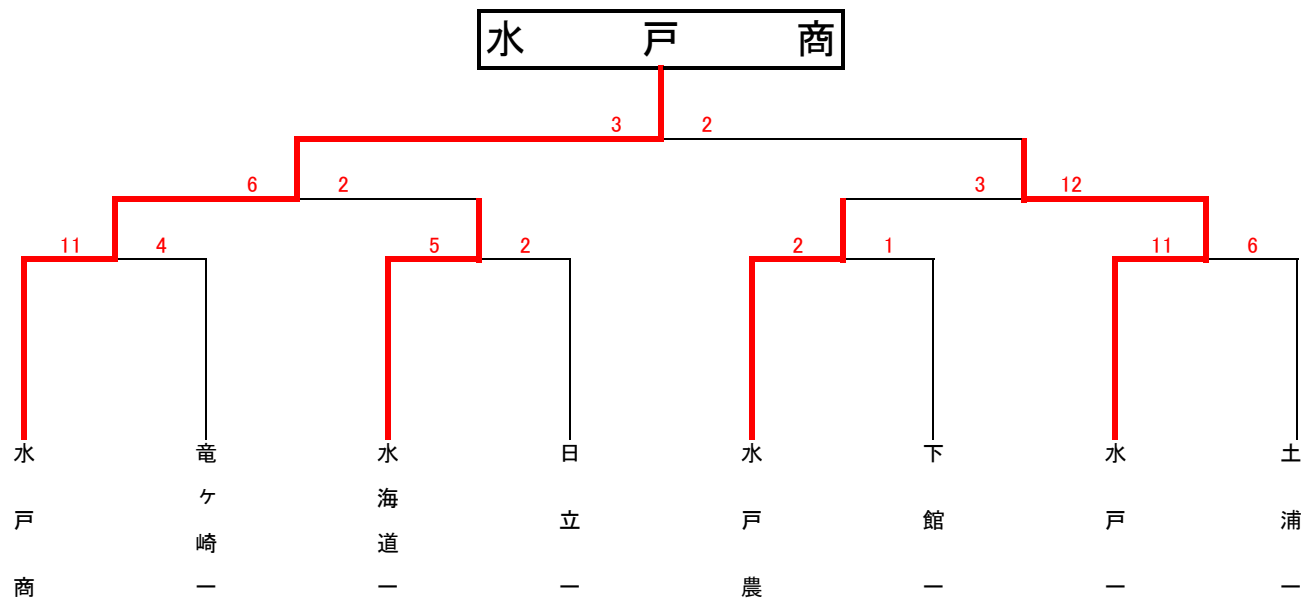 水戸商
3 2
6 2 3 12
11 4 5 2 2 1 11 6
水戸商
竜ヶ崎一
水海道一
日立一
水戸農
下館一
水戸一
土浦一